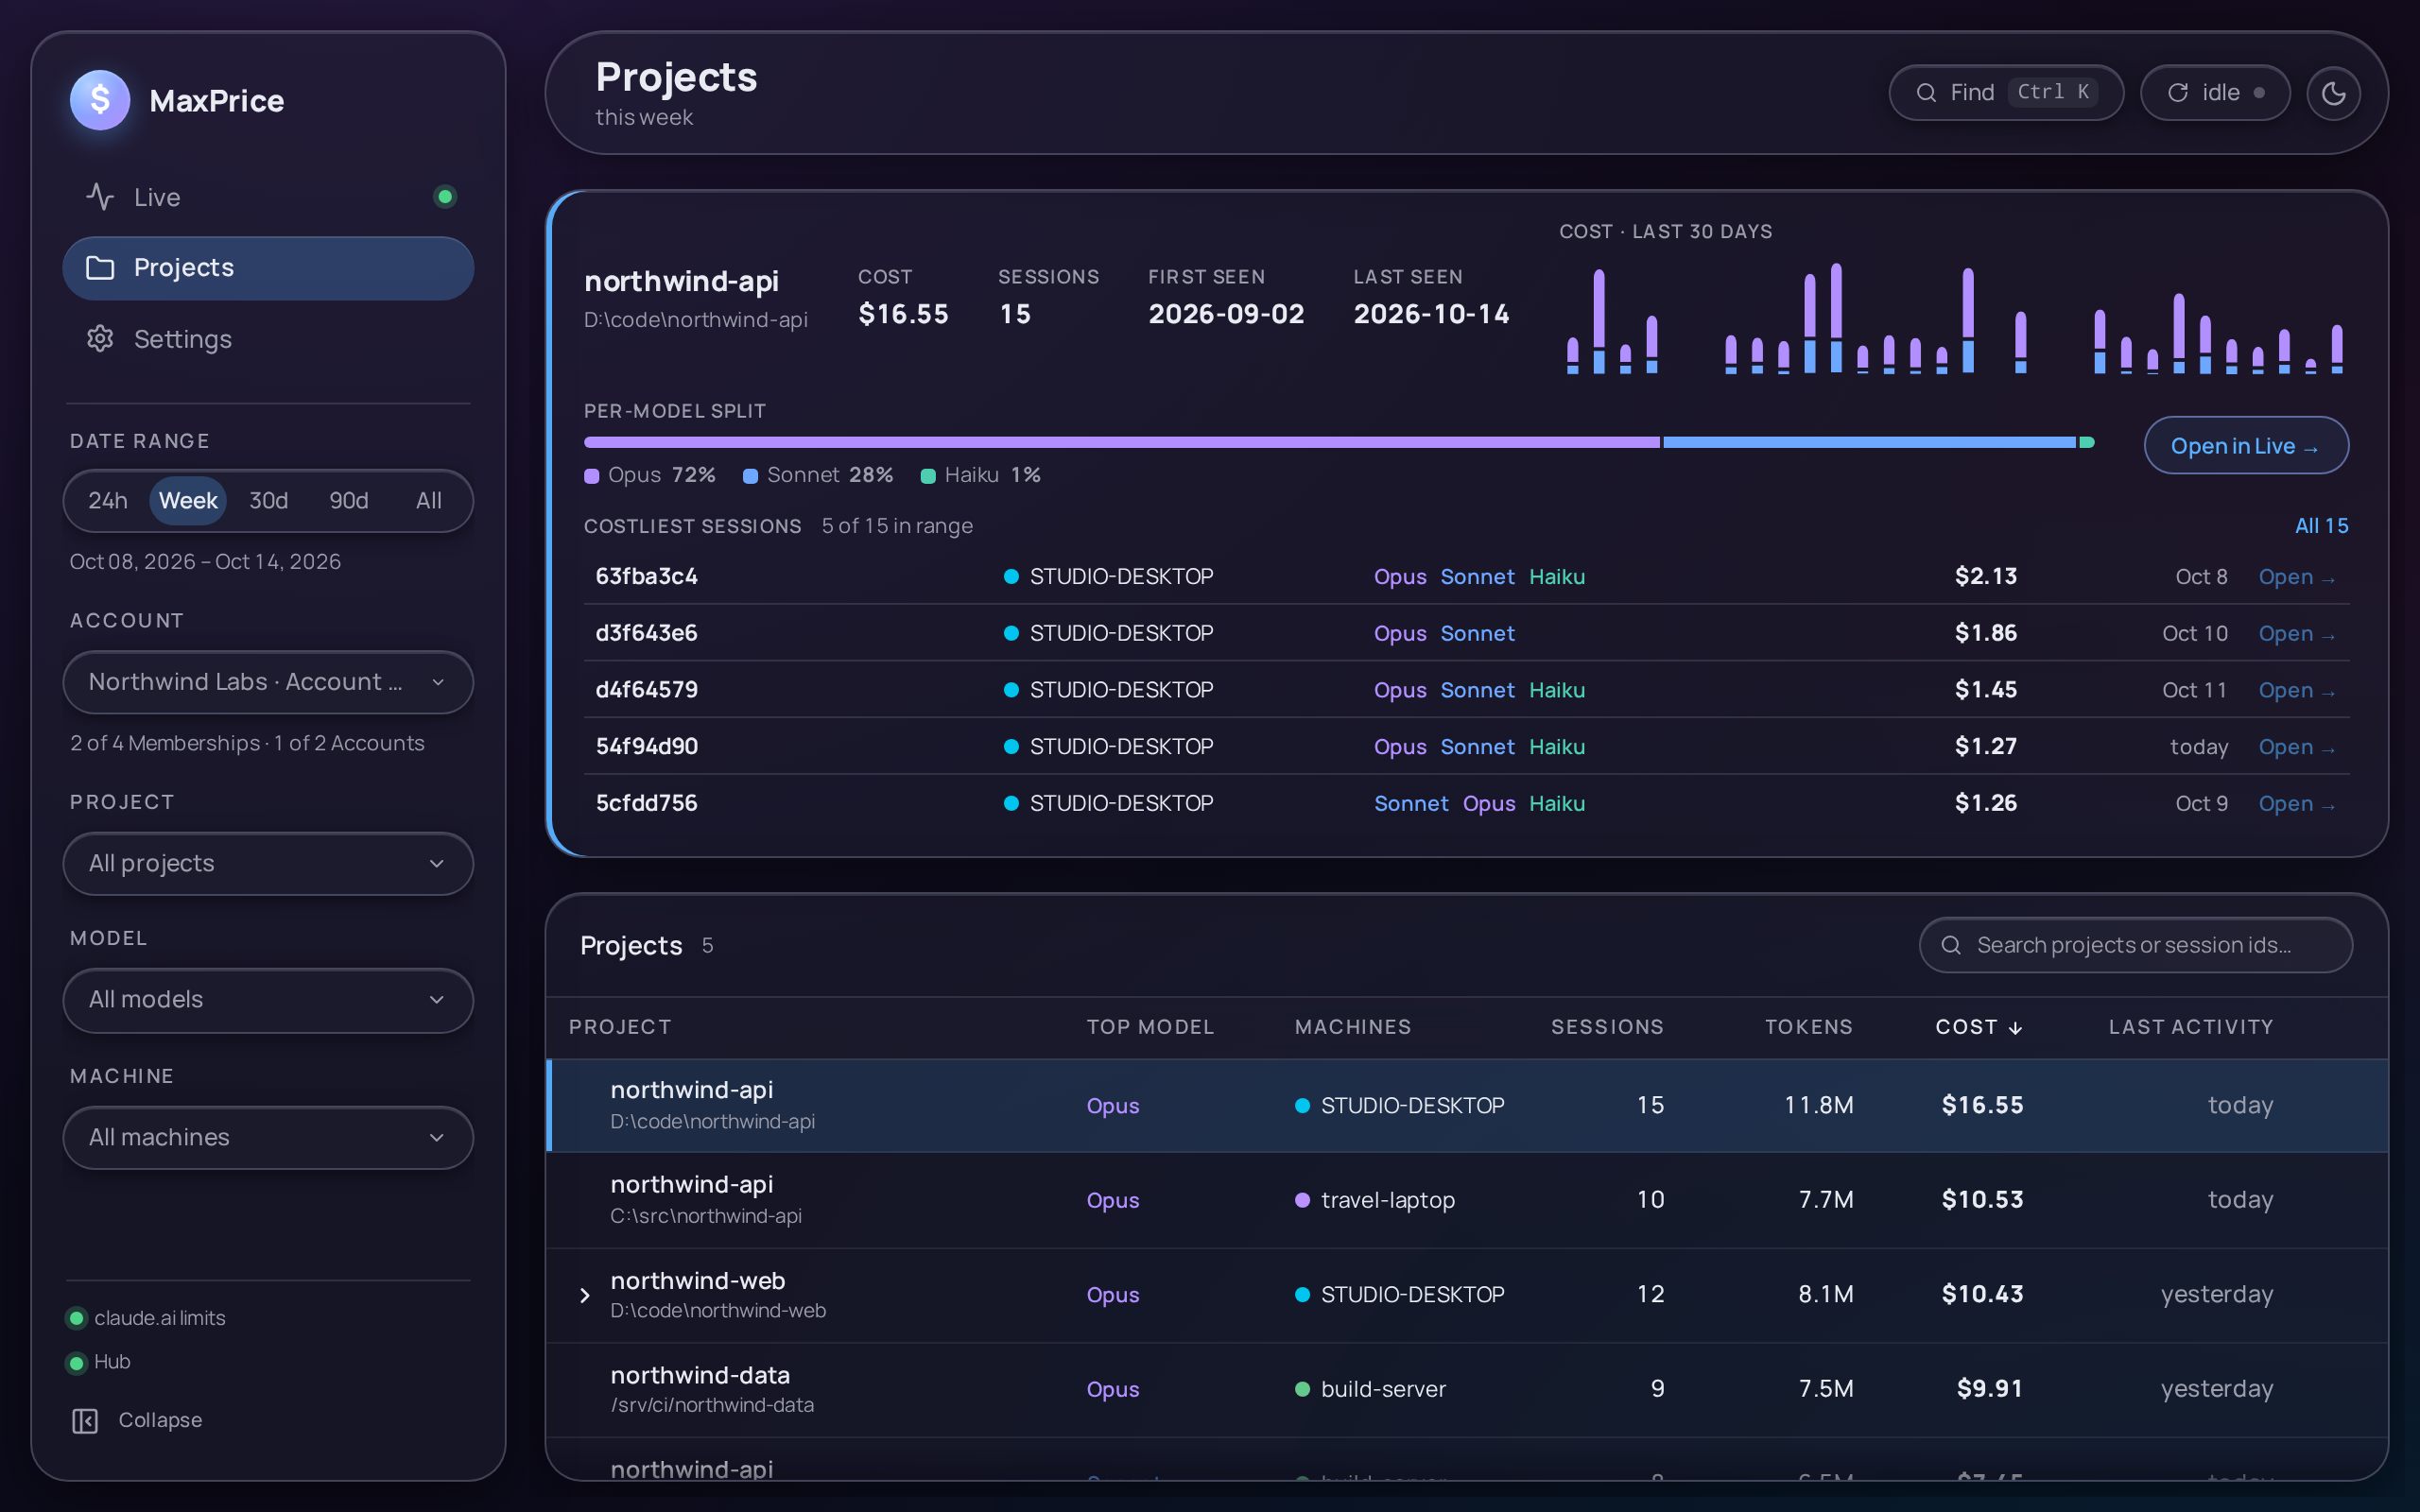 $ MaxPrice
Live
Projects
Settings
DATE RANGE
24h Week 30d 90d All
Oct 08, 2026 – Oct 14, 2026
ACCOUNT
Northwind Labs · Account ...
2 of 4 Memberships · 1 of 2 Accounts
PROJECT
All projects
MODEL
All models
MACHINE
All machines
claude.ai limits
Hub
Collapse
Projects
this week
Find Ctrl K
idle
northwind-api
D:\code\northwind-api
COST
$16.55
SESSIONS
15
FIRST SEEN
2026-09-02
LAST SEEN
2026-10-14
COST · LAST 30 DAYS
PER-MODEL SPLIT
Opus 72% Sonnet 28% Haiku 1%
Open in Live →
COSTLIEST SESSIONS 5 of 15 in range All 15
63fba3c4 STUDIO-DESKTOP Opus Sonnet Haiku $2.13 Oct 8 Open →
d3f643e6 STUDIO-DESKTOP Opus Sonnet $1.86 Oct 10 Open →
d4f64579 STUDIO-DESKTOP Opus Sonnet Haiku $1.45 Oct 11 Open →
54f94d90 STUDIO-DESKTOP Opus Sonnet Haiku $1.27 today Open →
5cfdd756 STUDIO-DESKTOP Sonnet Opus Haiku $1.26 Oct 9 Open →
Projects 5
Search projects or session ids...
PROJECT TOP MODEL MACHINES SESSIONS TOKENS COST ↓ LAST ACTIVITY
northwind-api
D:\code\northwind-api
Opus STUDIO-DESKTOP 15 11.8M $16.55 today
northwind-api
C:\src\northwind-api
Opus travel-laptop 10 7.7M $10.53 today
northwind-web
D:\code\northwind-web
Opus STUDIO-DESKTOP 12 8.1M $10.43 yesterday
northwind-data
/srv/ci/northwind-data
Opus build-server 9 7.5M $9.91 yesterday
northwind-api